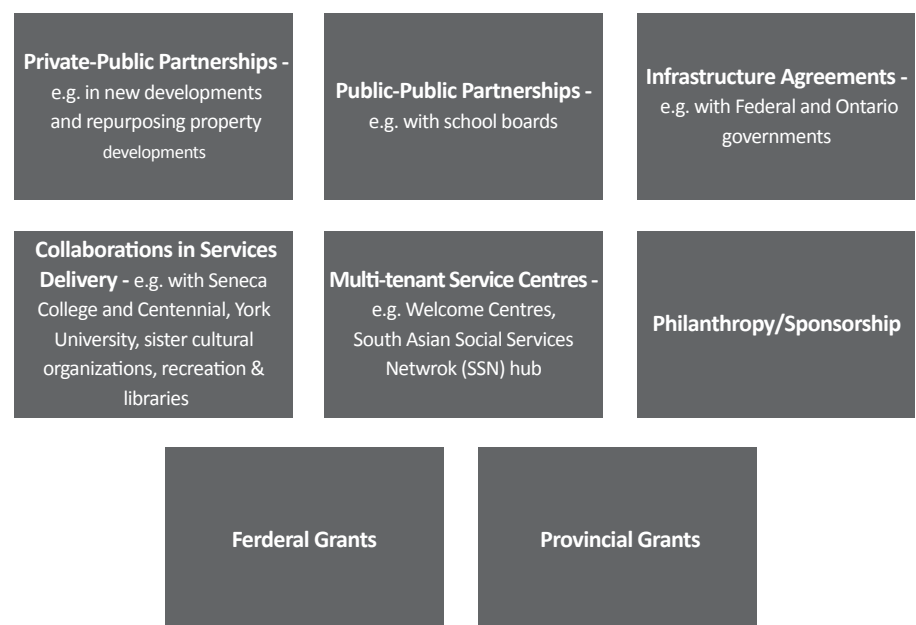 Private-Public Partnerships -
e.g. in new developments
and repurposing property
developments
Public-Public Partnerships -
e.g. with school boards
Infrastructure Agreements -
e.g. with Federal and Ontario
governments
Collaborations in Services
Delivery - e.g. with Seneca
College and Centennial, York
University, sister cultural
organizations, recreation &
libraries
Multi-tenant Service Centres -
e.g. Welcome Centres,
South Asian Social Services
Netwrok (SSN) hub
Philanthropy/Sponsorship
Ferderal Grants
Provincial Grants